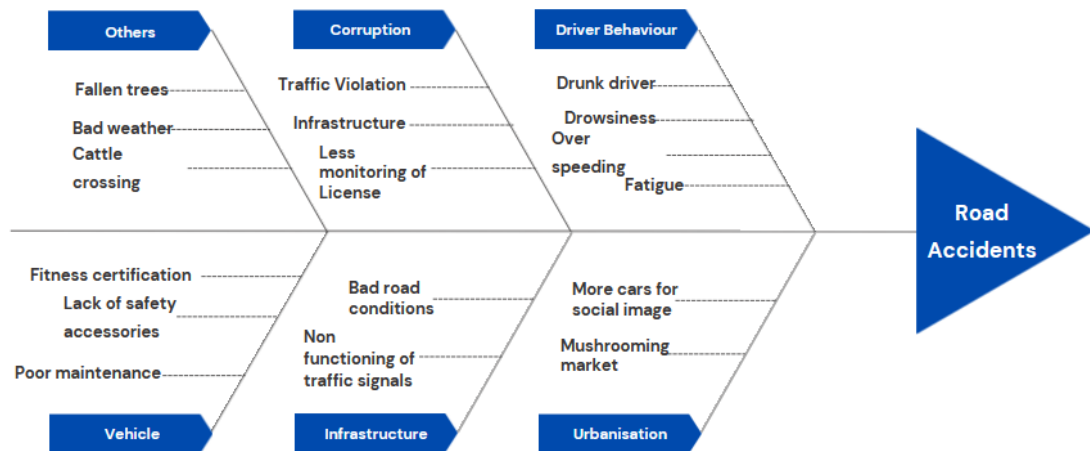 Others
Corruption
Driver Behaviour
Fallen trees
Bad weather
Cattle
crossing
Traffic Violation
Infrastructure
Less
monitoring of
License
Drunk driver
Drowsiness
Over
speeding
Fatigue
Road
Accidents
Fitness certification
Lack of safety
accessories
Poor maintenance
Bad road
conditions
Non
functioning of
traffic signals
More cars for
social image
Mushrooming
market
Vehicle
Infrastructure
Urbanisation